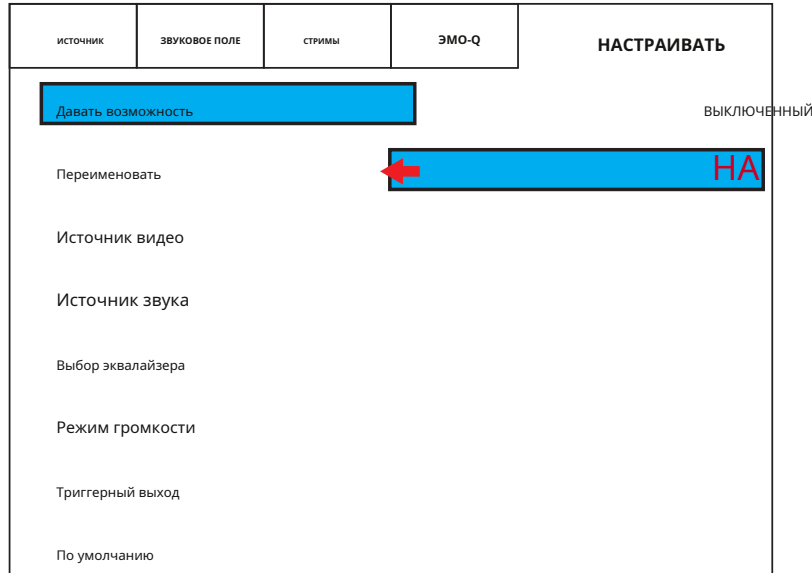 ИСТОЧНИК ЗВУКОВОЕ ПОЛЕ СТРИМЫ ЭМО-Q НАСТРАИВАТЬ
Давать возможность ВЫКЛЮЧЕННЫЙ
Переименовать НА
Источник видео
Источник звука
Выбор эквалайзера
Режим громкости
Триггерный выход
По умолчанию